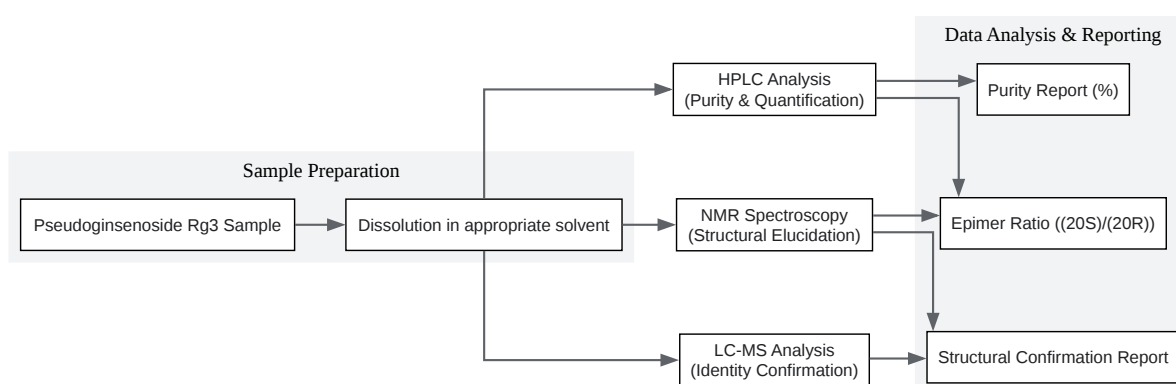 Data Analysis & Reporting
HPLC Analysis
(Purity & Quantification)
Purity Report (%)
Sample Preparation
Pseudoginsenoside Rg3 Sample
Dissolution in appropriate solvent
NMR Spectroscopy
(Structural Elucidation)
Epimer Ratio ((20S)/(20R))
LC-MS Analysis
(Identity Confirmation)
Structural Confirmation Report